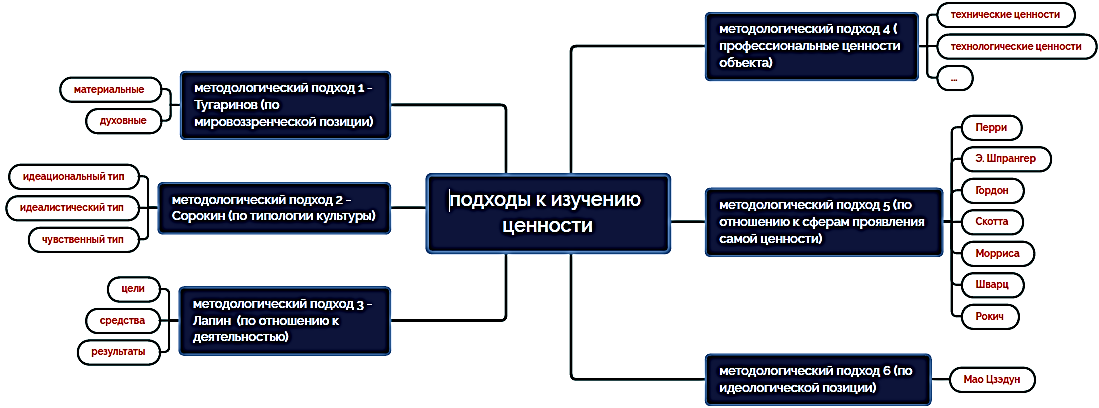 подходы к изучению
ценности
методологический подход 1 -
Тугаринов (по
мировоззренческой позиции)
материальные
духовные
методологический подход 2 -
Сорокин (по типологии культуры)
идеациональный тип
идеалистический тип
чувственный тип
методологический подход 3 -
Лапин (по отношению к
деятельностью)
цели
средства
результаты
методологический подход 4 (
профессиональные ценности
объекта)
технические ценности
технологические ценности
...
методологический подход 5 (по
отношению к сферам проявления
самой ценности)
Перри
Э. Шпрангер
Гордон
Скотта
Морриса
Шварц
Рокич
методологический подход 6 (по
идеологической позиции)
Мао Цзэдун